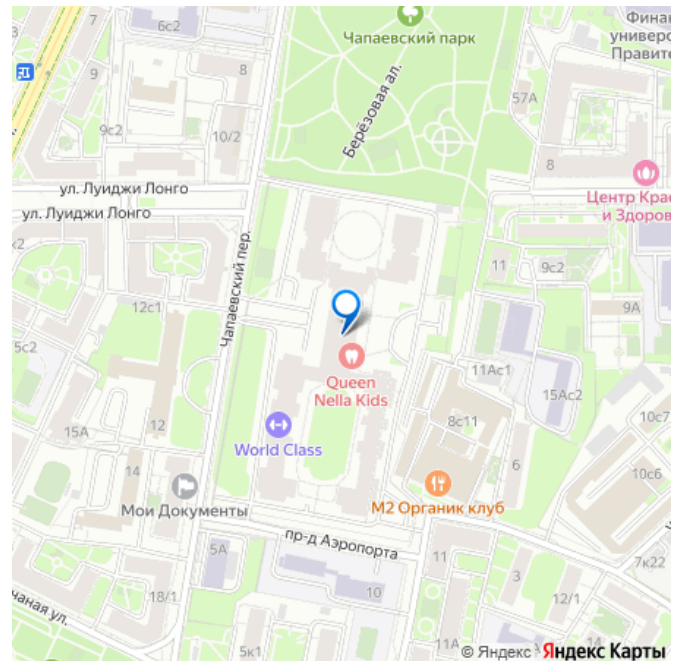 6с2
Чапаевский парк
Финан
универс
Правите
7
8
9
57А
Берёзовая ал.
9с2
10/2
8
ул. Луиджи Лонго
Центр Крас
и Здоров
ул. Луиджи Лонго
Чапаевский пер.
11
9с2
12с1
9А
5с2
11Ас1
Queen
Nella Kids
15Ас2
8с11
10с7
15А
12
World Class
14
6
10с6
Мои Документы
М2 Органик клуб
пр-д Аэропорта
5А
11
7к22
3
10
18/1
12/1
чаная ул.
5к1
11А
14
© Яндекс Яндекс Карты